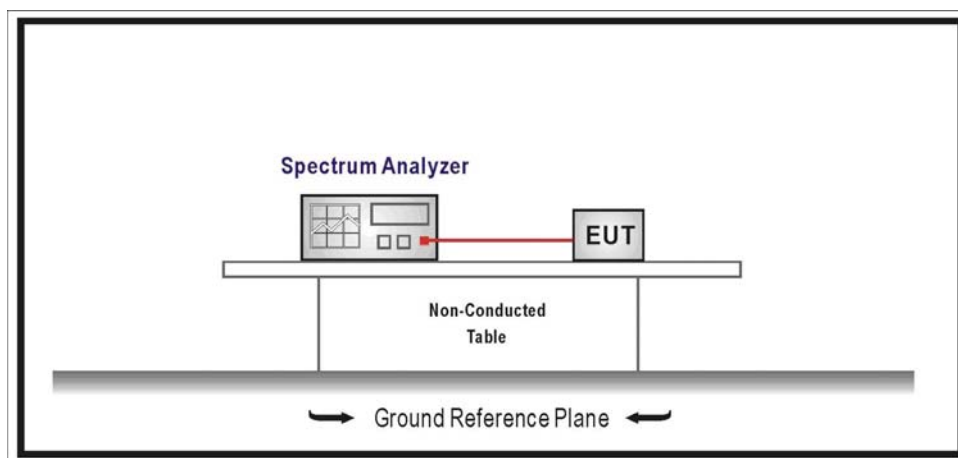 Spectrum Analyzer
EUT
Non-Conducted
Table
Ground Reference Plane